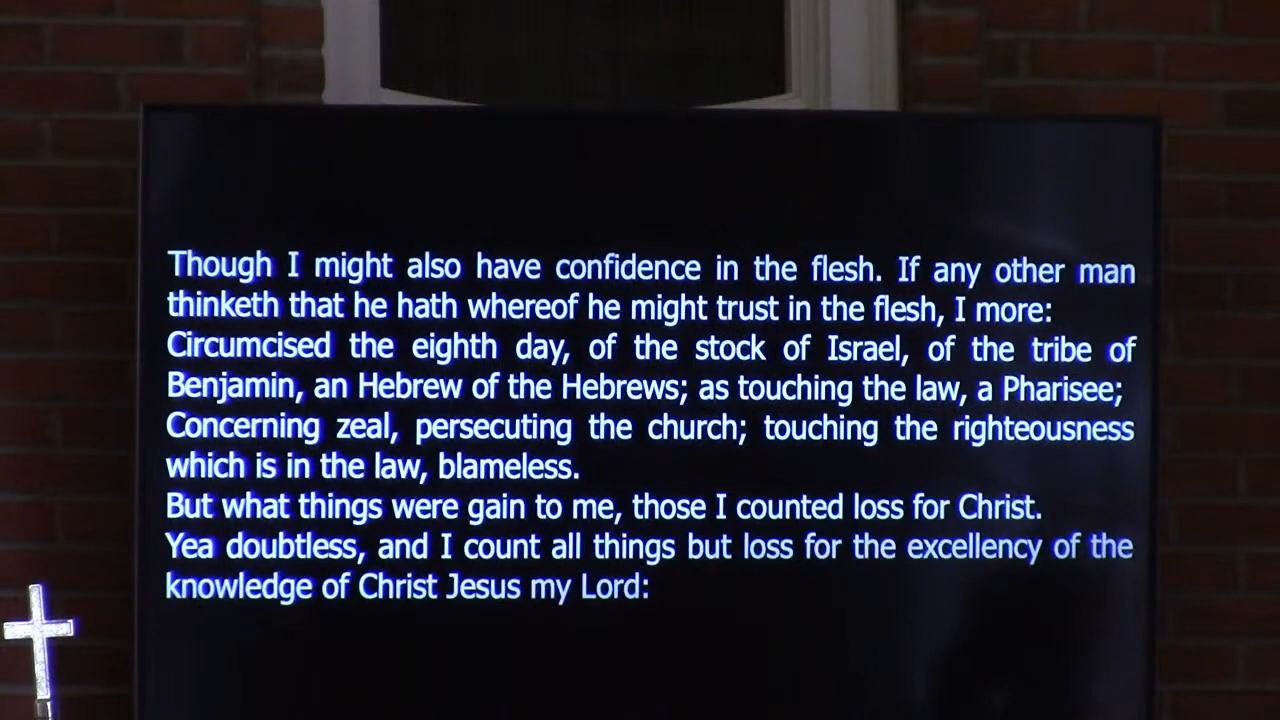 Though I might also have confidence in the flesh. If any other man
thinketh that he hath whereof he might trust in the flesh, I more:
Circumcised the eighth day, of the stock of Israel, of the tribe of
Benjamin, an Hebrew of the Hebrews; as touching the law, a Pharisee;
Concerning zeal, persecuting the church; touching the righteousness
which is in the law, blameless.
But what things were gain to me, those I counted loss for Christ.
Yea doubtless, and I count all things but loss for the excellency of the
knowledge of Christ Jesus my Lord: